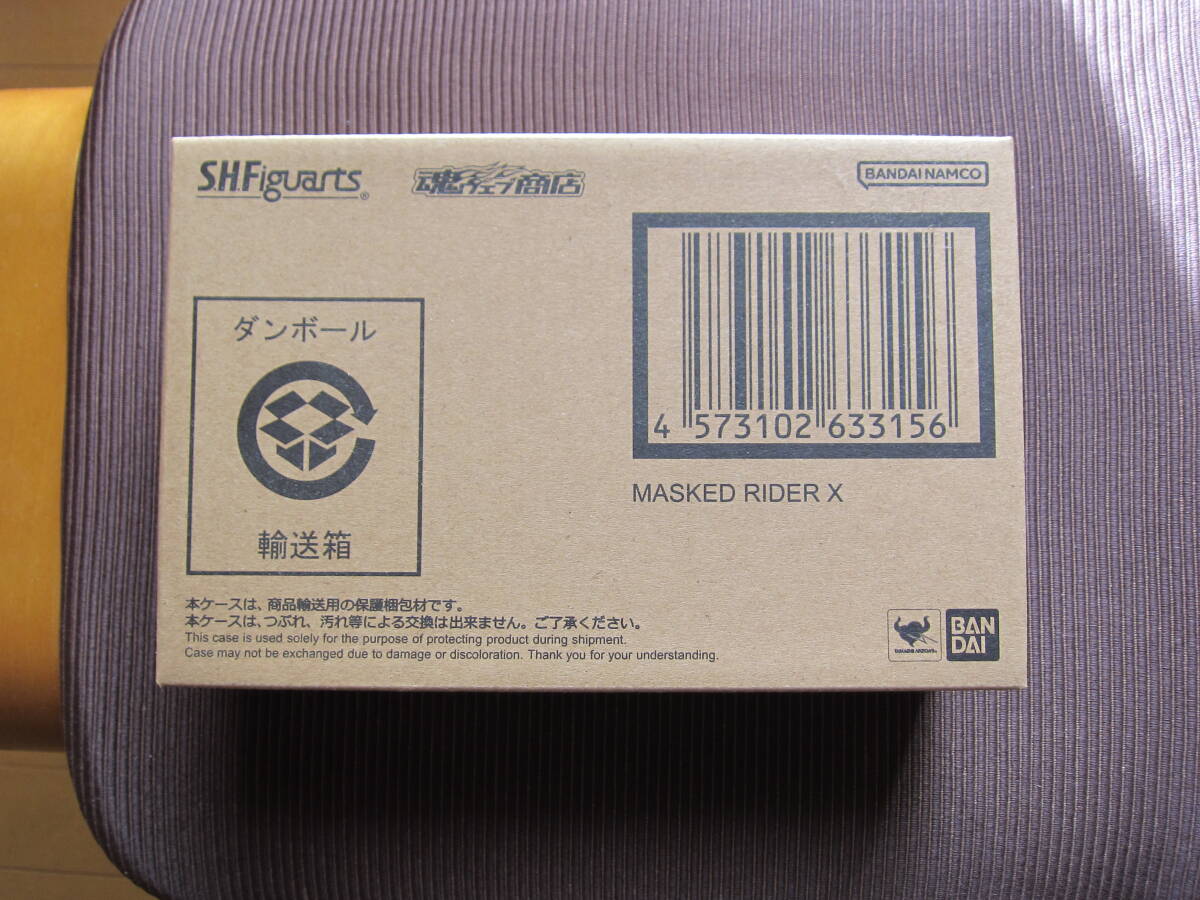 S.H.Figuarts®
魂ウェブ商店
BANDAI NAMCO
ダンボール
輸送箱
4 573102 633156
MASKED RIDER X
本ケースは、商品輸送用の保護梱包材です。
本ケースは、つぶれ、汚れ等による交換は出来ません。ご了承ください。
This case is used solely for the purpose of protecting product during shipment.
Case may not be exchanged due to damage or discoloration. Thank you for your understanding.
BAN
DAI